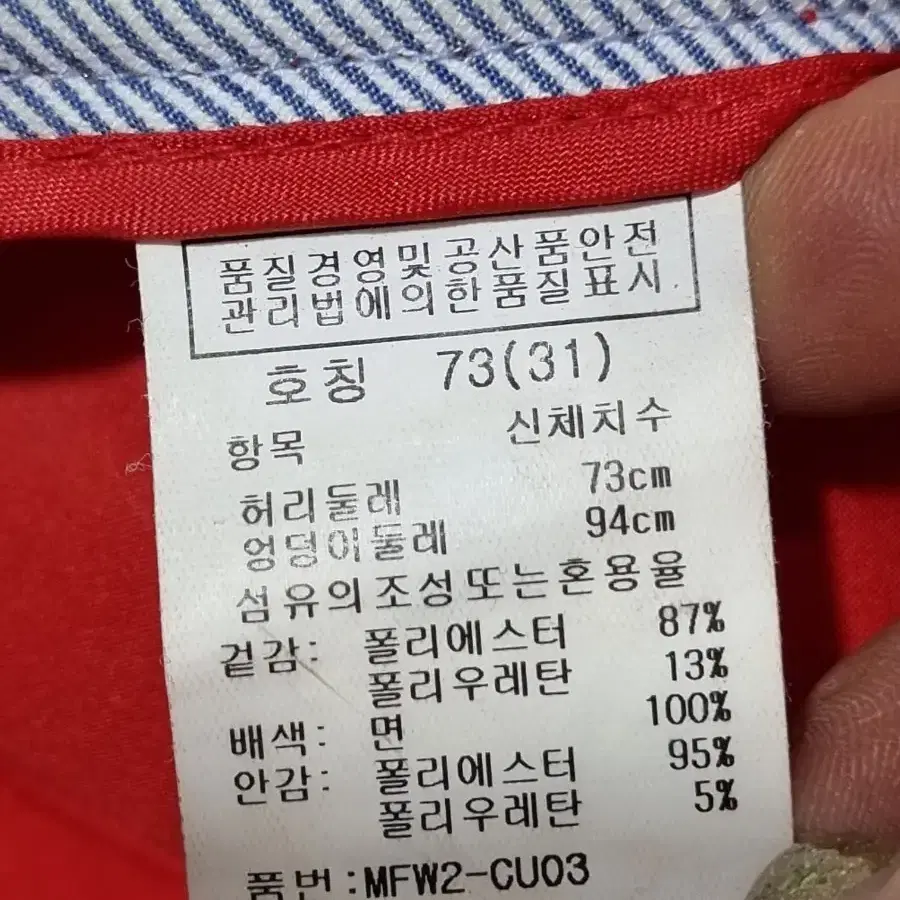 품질경영및공산품안전
관리법에의한품질표시
호칭 73(31)
항목 신체치수
허리둘레 73cm
엉덩이둘레 94cm
섬유의조성또는혼용율
겉감: 폴리에스터 87%
폴리우레탄 13%
배색: 면 100%
안감: 폴리에스터 95%
폴리우레탄 5%
품번:MFW2-CU03